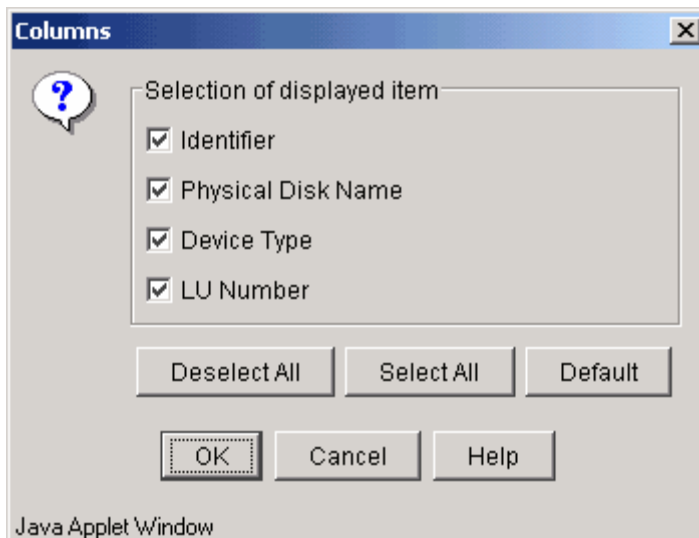 Columns
?
Selection of displayed item
Identifier
Physical Disk Name
Device Type
LU Number
Deselect All Select All Default
OK Cancel Help
Java Applet Window